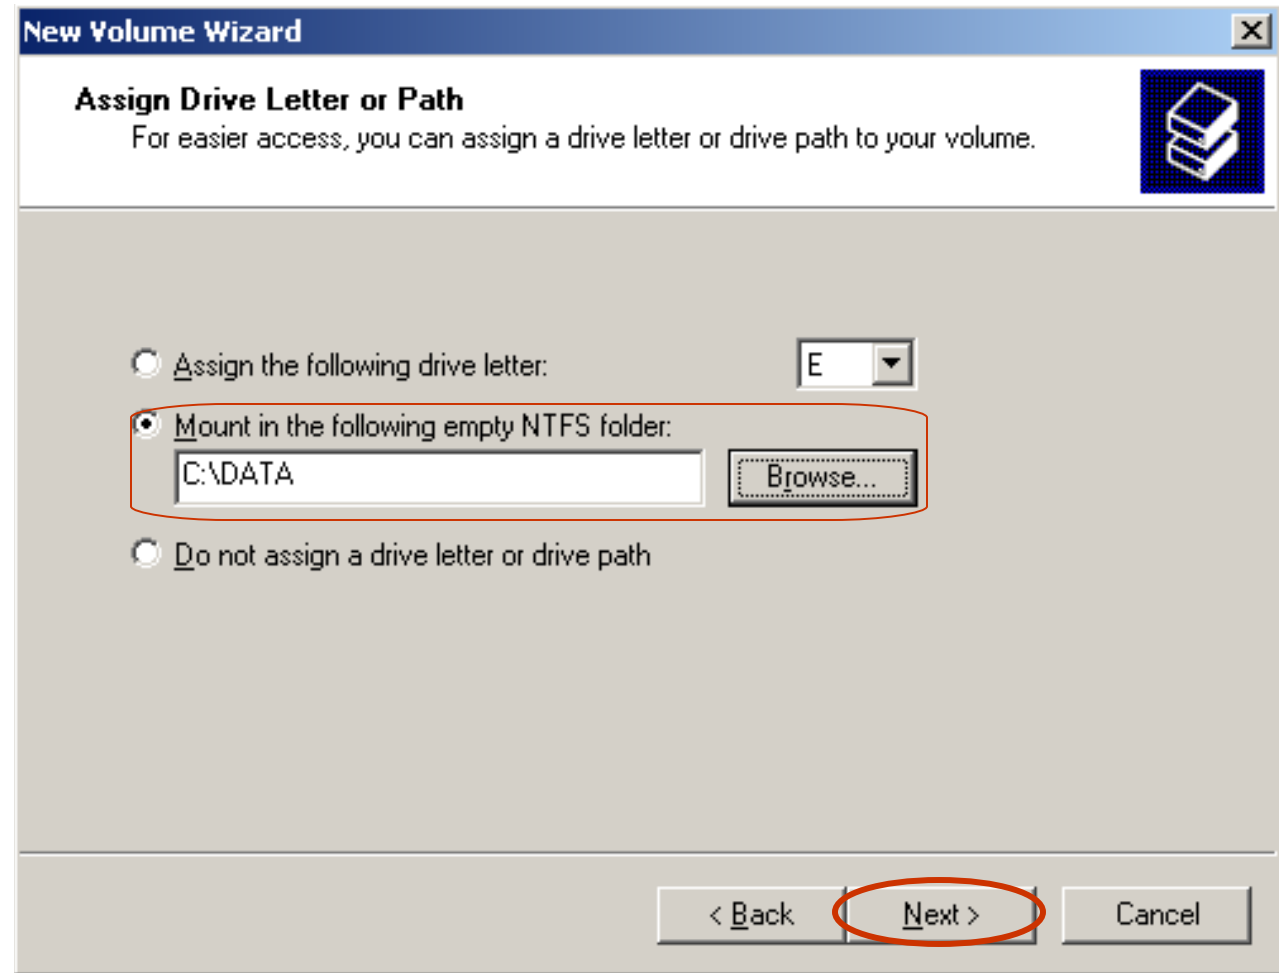 New Volume Wizard
Assign Drive Letter or Path
For easier access, you can assign a drive letter or drive path to your volume.
Assign the following drive letter:
E
Mount in the following empty NTFS folder:
C:\DATA
Browse...
Do not assign a drive letter or drive path
< Back
Next >
Cancel